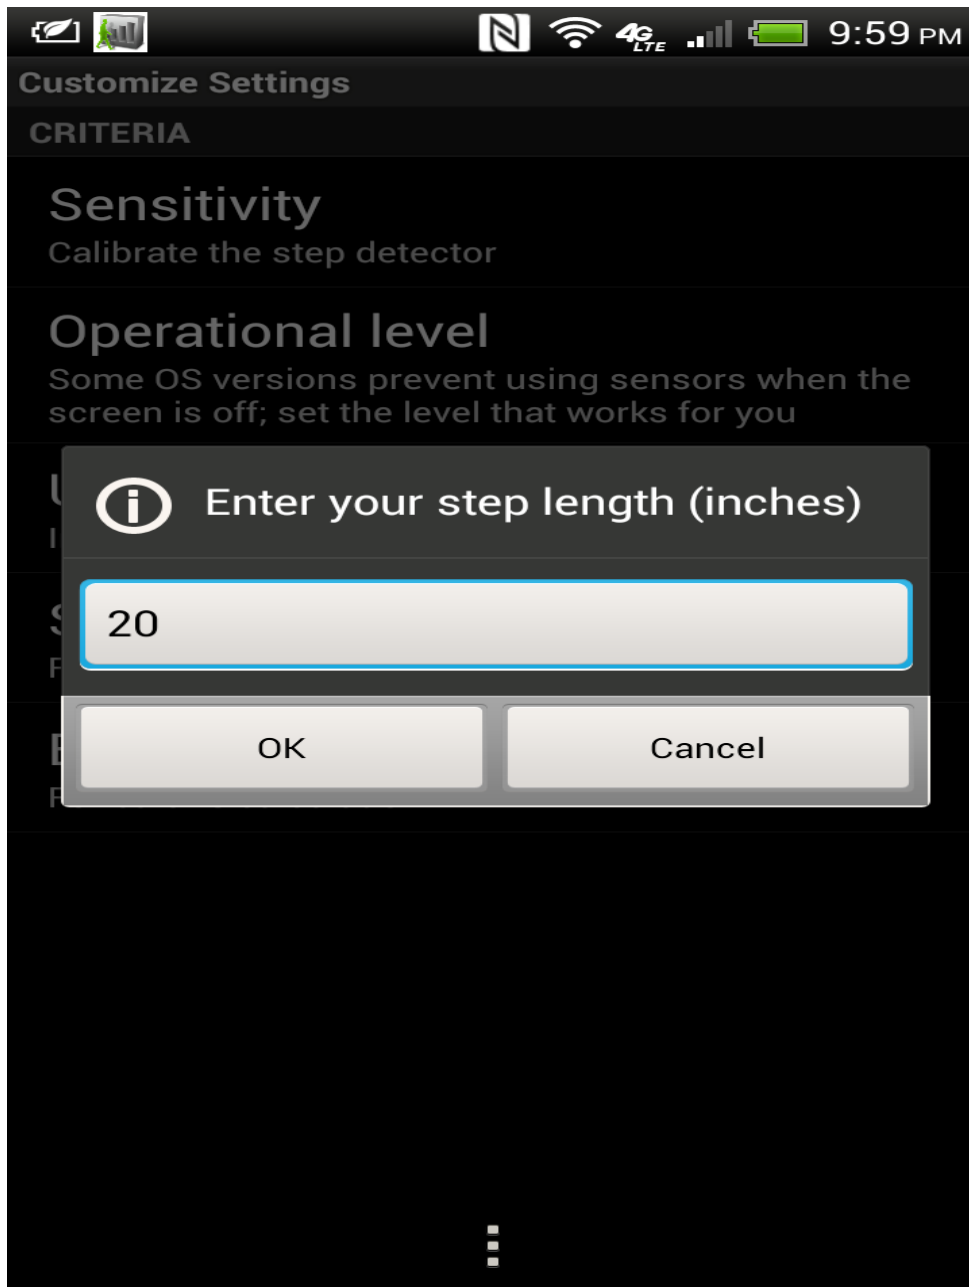 4G
LTE
9:59 PM
Customize Settings
CRITERIA
Sensitivity
Calibrate the step detector
Operational level
Some OS versions prevent using sensors when the
screen is off; set the level that works for you
Enter your step length (inches)
20
OK
Cancel